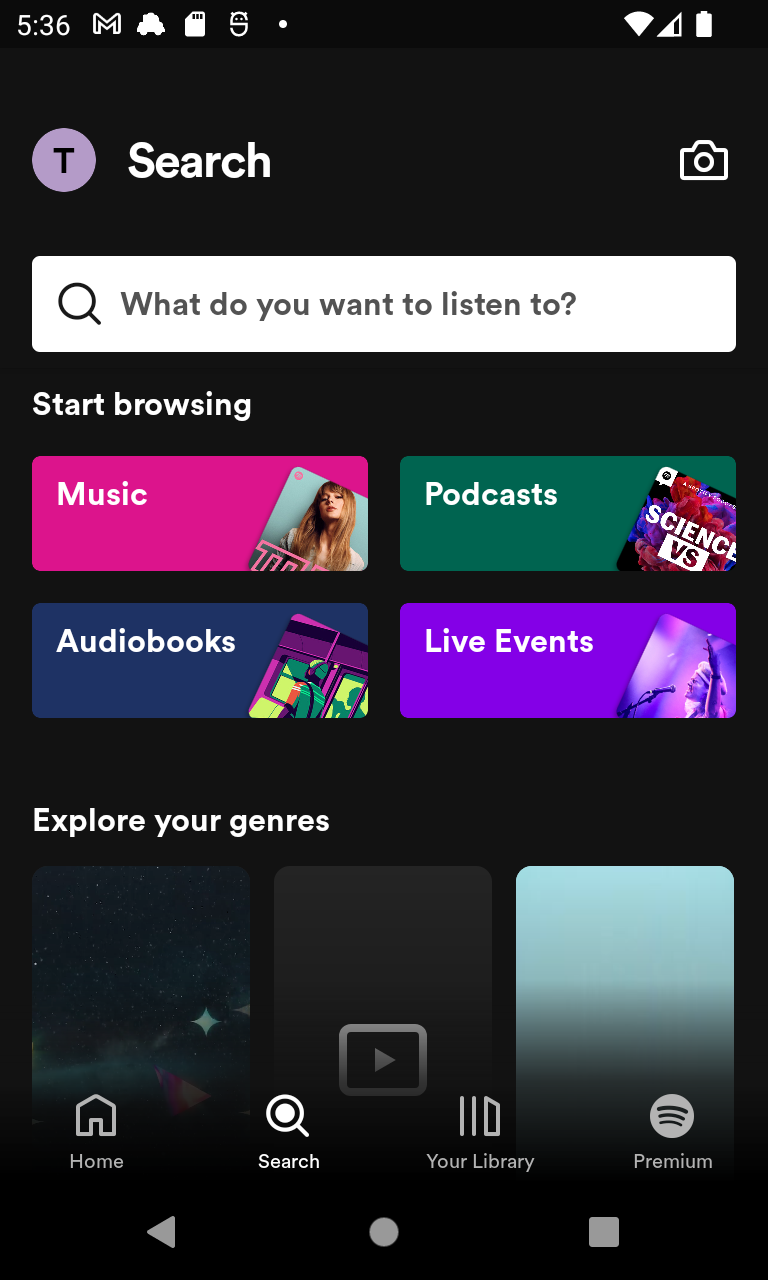 5:36
T
Search
What do you want to listen to?
Start browsing
Music
Podcasts
SCIENCE
VS
Audiobooks
Live Events
Explore your genres
Home
Search
Your Library
Premium